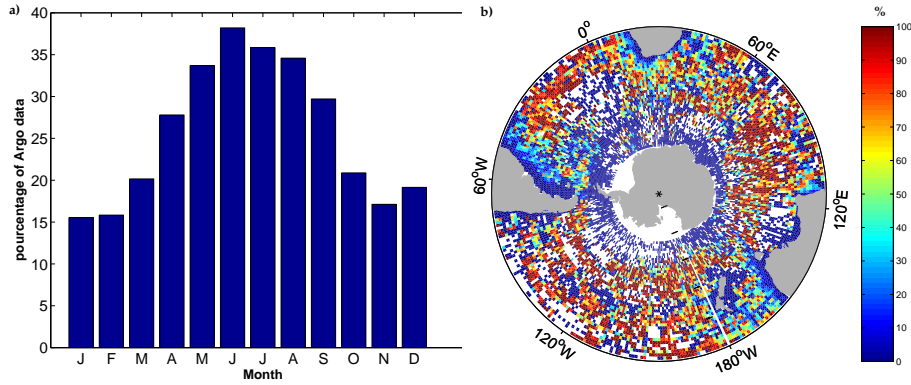 a)
pourcentage of Argo data
40
35
30
25
20
15
10
5
0
J F M A M J J A S O N D
Month
b)
0°
60°E
120°E
180°W
120°W
60°W
%
100
90
80
70
60
50
40
30
20
10
0